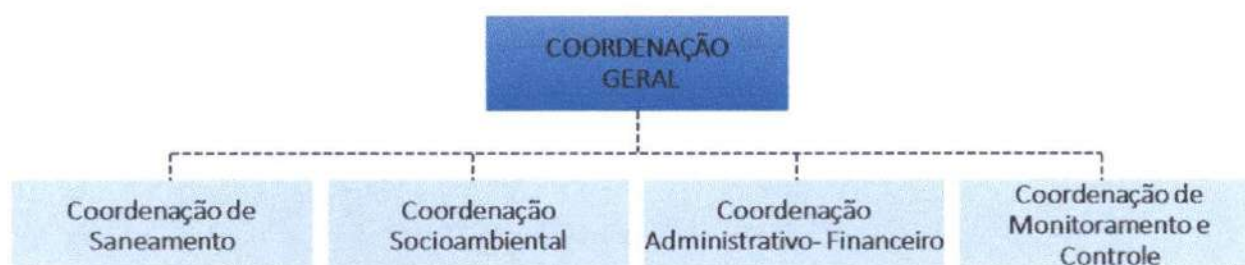 COORDENAÇÃO
GERAL
Coordenação de
Saneamento
Coordenação
Socioambiental
Coordenação
Administrativo- Financeiro
Coordenação de
Monitoramento e
Controle